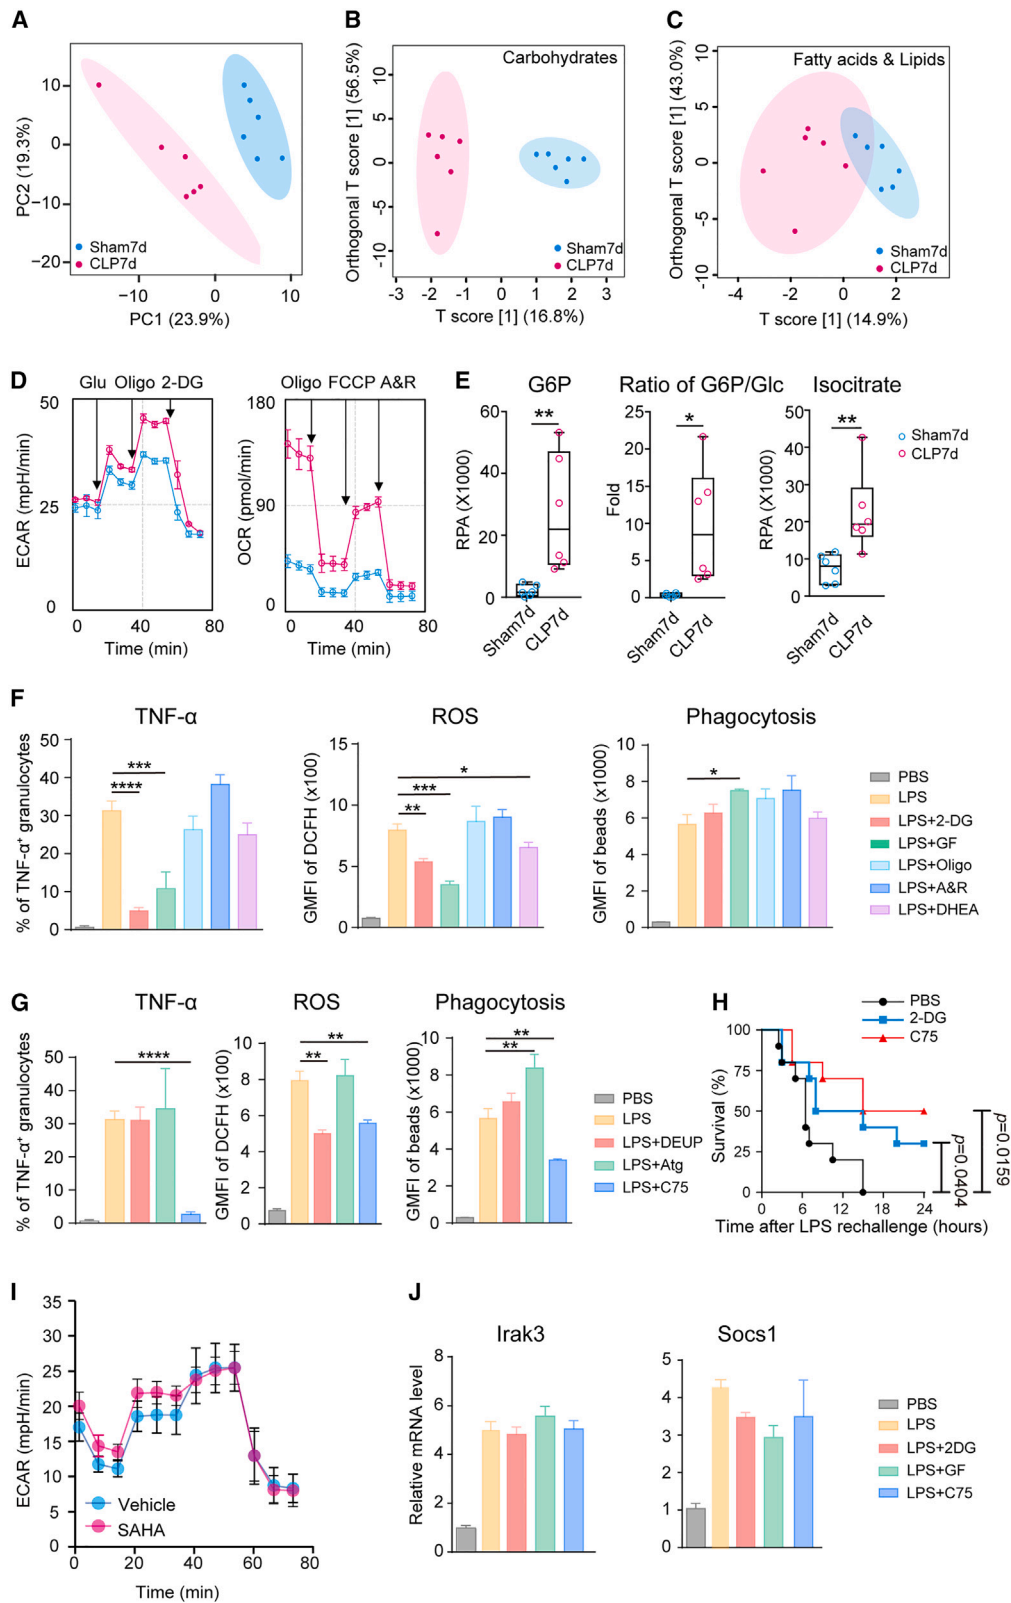 A
B
C
PC2 (19.3%)
10
0
−10
−20
Sham7d
CLP7d
−10
0
10
PC1 (23.9%)
Orthogonal T score [1] (56.5%)
Carbohydrates
10
5
0
-5
-10
Sham7d
CLP7d
-3
-2
-1
0
1
2
3
T score [1] (16.8%)
Orthogonal T score [1] (43.0%)
Fatty acids & Lipids
10
5
0
-5
-10
Sham7d
CLP7d
-4
-2
0
2
T score [1] (14.9%)
D
Glu Oligo 2-DG
ECAR (mpH/min)
50
25
0
0
40
80
Time (min)
Oligo FCCP A&R
OCR (pmol/min)
180
90
0
0
40
80
Time (min)
E
G6P
RPA (X1000)
60
40
20
0
**
Sham7d
CLP7d
Ratio of G6P/Glc
Fold
25
20
15
10
5
0
*
Sham7d
CLP7d
Isocitrate
RPA (X1000)
50
40
30
20
10
0
**
Sham7d
CLP7d
Sham7d
CLP7d
F
TNF-α
% of TNF-α⁺ granulocytes
50
40
30
20
10
0
***
****
ROS
GMFI of DCFH (x100)
15
10
5
0
*
***
**
Phagocytosis
GMFI of beads (x1000)
10
8
6
4
2
0
*
PBS
LPS
LPS+2-DG
LPS+GF
LPS+Oligo
LPS+A&R
LPS+DHEA
G
TNF-α
% of TNF-α⁺ granulocytes
50
40
30
20
10
0
****
ROS
GMFI of DCFH (x100)
10
8
6
4
2
0
**
**
Phagocytosis
GMFI of beads (x1000)
10
8
6
4
2
0
**
**
PBS
LPS
LPS+DEUP
LPS+Atg
LPS+C75
H
PBS
2-DG
C75
Survival (%)
100
75
50
25
0
0
6
12
18
24
Time after LPS rechallenge (hours)
p=0.0404
p=0.0159
I
ECAR (mpH/min)
35
30
25
20
15
10
5
0
Vehicle
SAHA
0
20
40
60
80
Time (min)
J
Irak3
Relative mRNA level
8
6
4
2
0
Socs1
5
4
3
2
1
0
PBS
LPS
LPS+2DG
LPS+GF
LPS+C75